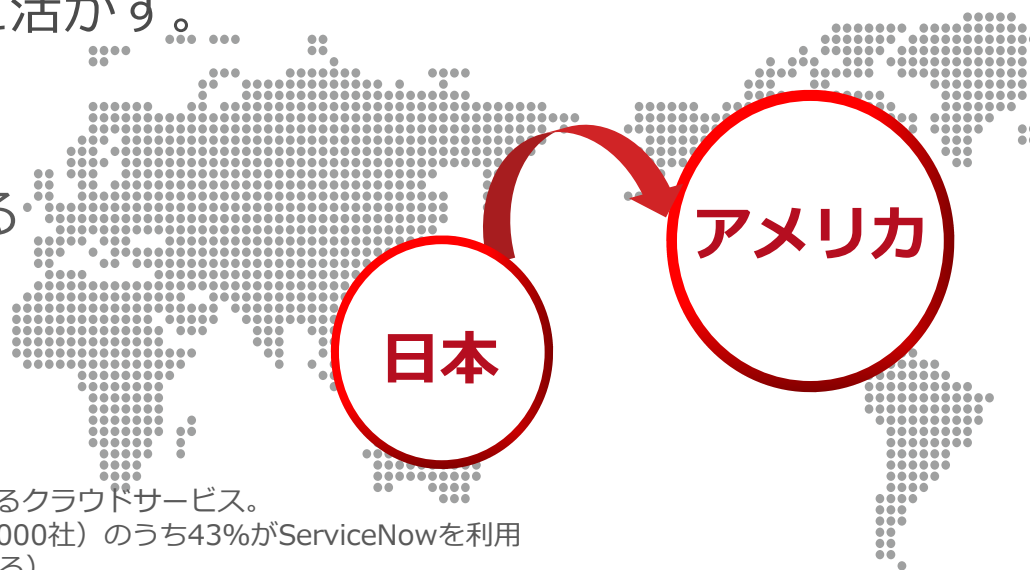 に活かす。
る
アメリカ
日本
るクラウドサービス。
000社）のうち43%がServiceNowを利用
る）